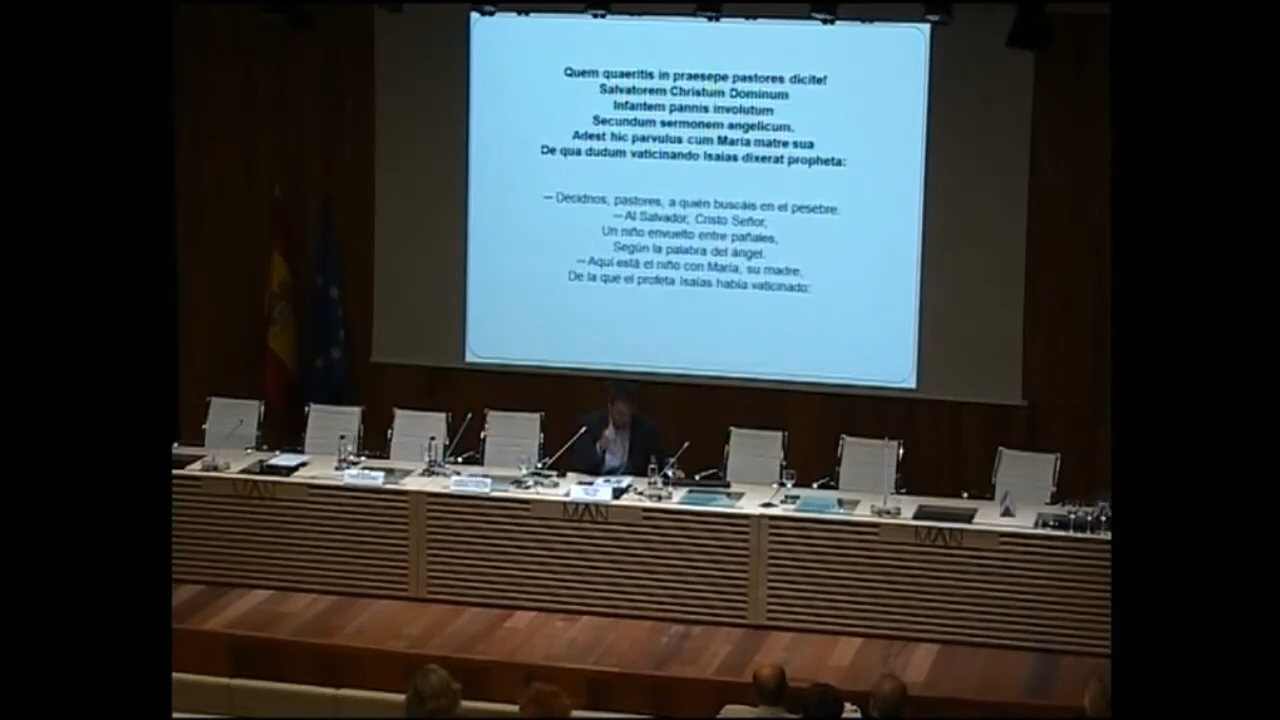 Quem quaeritis in praesepe pastores dicite!
Salvatorem Christum Dominum
Infantem pannis involutum
Secundum sermonem angelicum.
Adest hic parvulus cum Maria matre sua
De qua dudum vaticinando Isaias dixerat propheta:
─ Decidnos, pastores, a quién buscáis en el pesebre.
─ Al Salvador, Cristo Señor,
Un niño envuelto entre pañales,
Según la palabra del ángel.
─ Aquí está el niño con María, su madre,
De la que el profeta Isaías había vaticinado:
MAN
MAN
MAN